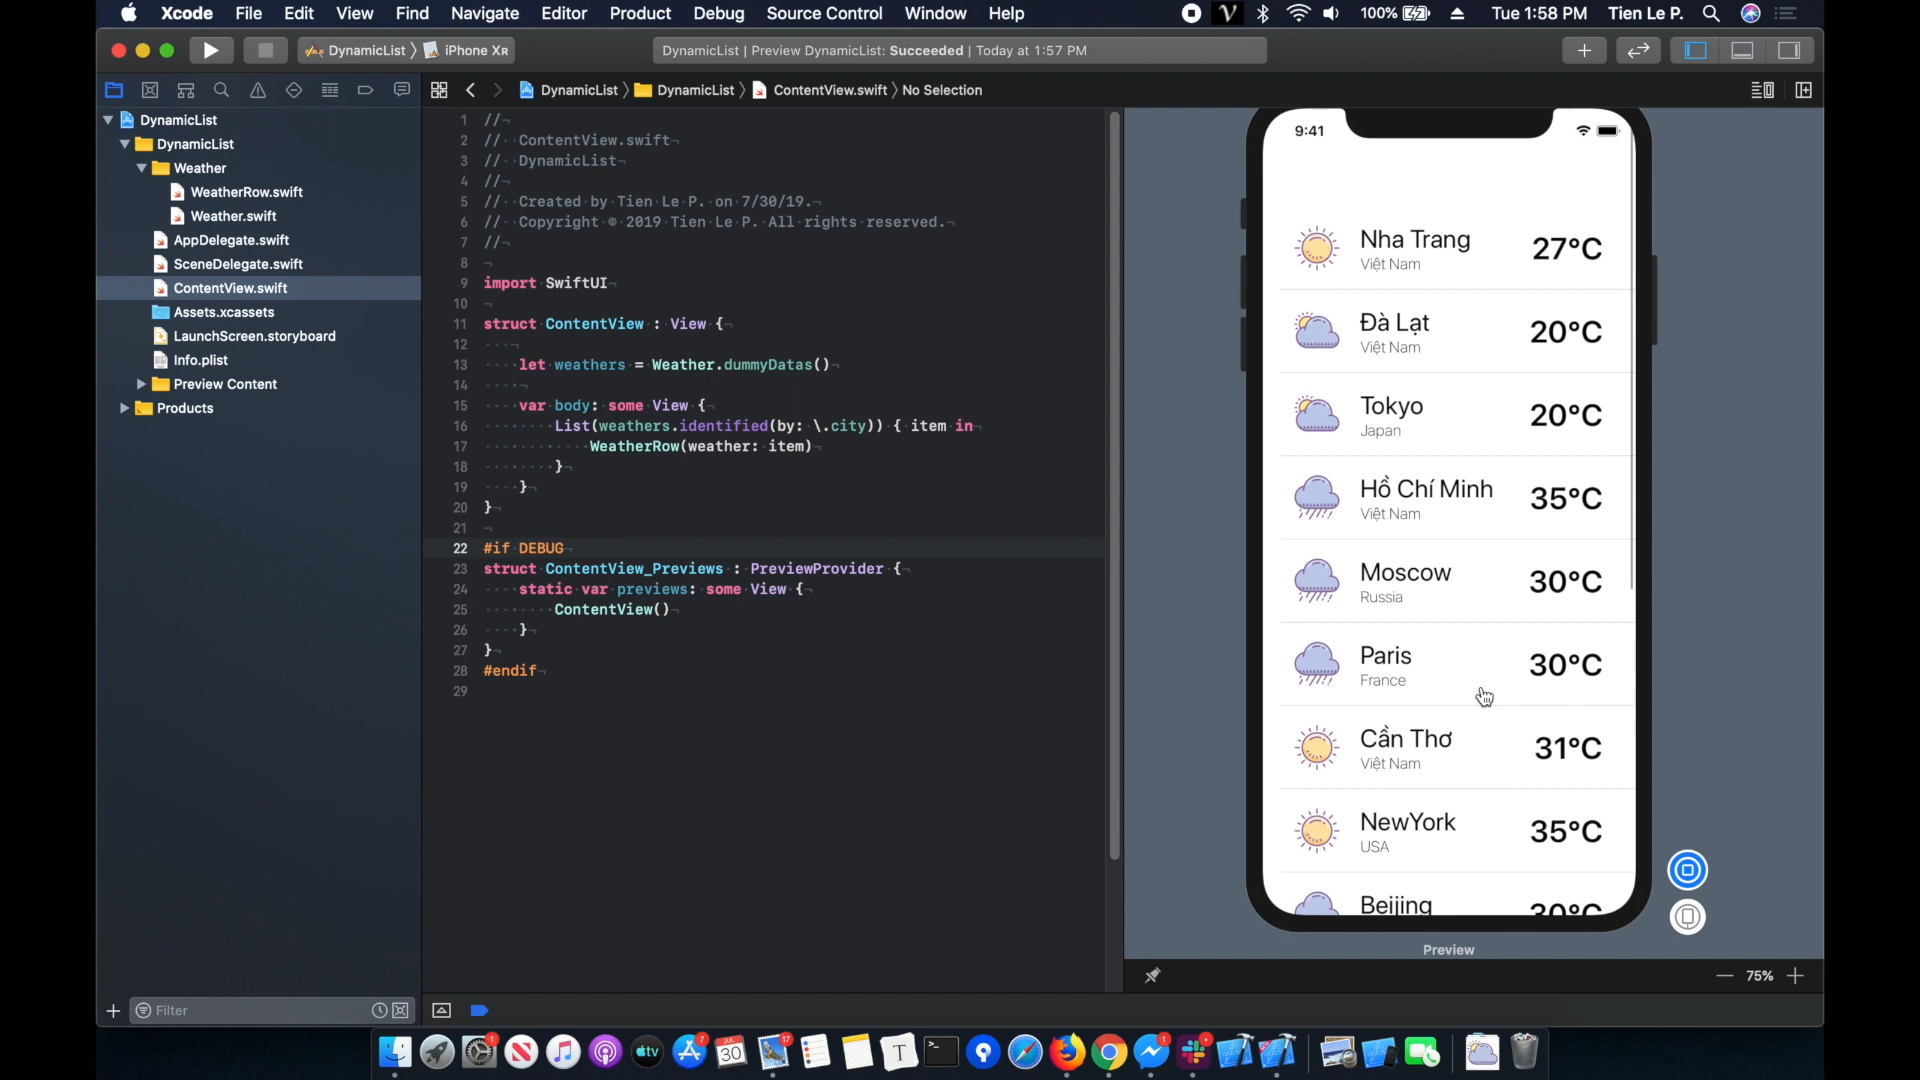 Xcode File Edit View Find Navigate Editor Product Debug Source Control Window Help 100% Tue 1:58 PM Tien Le P.
DynamicList 〉 iPhone XR
DynamicList | Preview DynamicList: Succeeded | Today at 1:57 PM
DynamicList 〉 DynamicList 〉 ContentView.swift 〉 No Selection
DynamicList
DynamicList
Weather
WeatherRow.swift
Weather.swift
AppDelegate.swift
SceneDelegate.swift
ContentView.swift
Assets.xcassets
LaunchScreen.storyboard
Info.plist
Preview Content
Products
Filter
1 //
2 // ContentView.swift
3 // DynamicList
4 //
5 // Created by Tien Le P. on 7/30/19.
6 // Copyright © 2019 Tien Le P. All rights reserved.
7 //
8
9 import SwiftUI
10
11 struct ContentView : View {
12
13 let weathers = Weather.dummyDatas()
14
15 var body: some View {
16 List(weathers.identified(by: \.city)) { item in
17 WeatherRow(weather: item)
18 }
19 }
20 }
21
22 #if DEBUG
23 struct ContentView_Previews : PreviewProvider {
24 static var previews: some View {
25 ContentView()
26 }
27 }
28 #endif
29
9:41
Nha Trang 27°C
Việt Nam
Đà Lạt 20°C
Việt Nam
Tokyo 20°C
Japan
Hồ Chí Minh 35°C
Việt Nam
Moscow 30°C
Russia
Paris 30°C
France
Cần Thơ 31°C
Việt Nam
NewYork 35°C
USA
Beijing 30°C
Preview
75%
1 tv 7 JUL 30 17 T 1